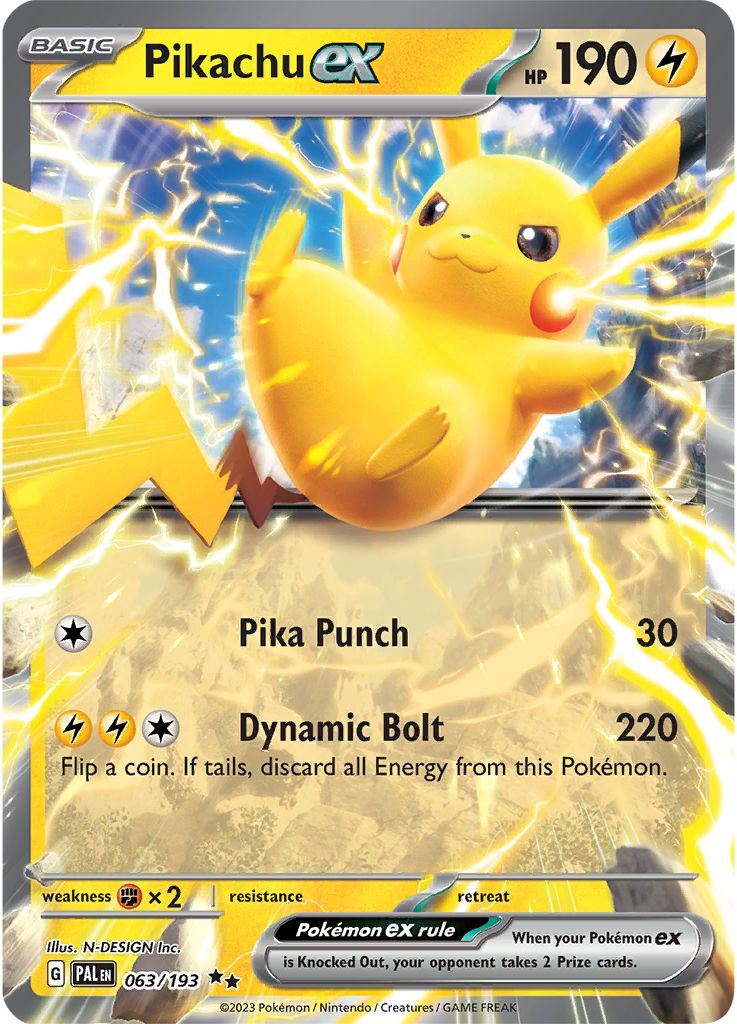 BASIC
Pikachu ex HP 190
Pika Punch 30
Dynamic Bolt 220
Flip a coin. If tails, discard all Energy from this Pokémon.
weakness ×2 resistance retreat
Illus. N-DESIGN Inc.
Pokémon ex rule When your Pokémon ex
is Knocked Out, your opponent takes 2 Prize cards.
G PAL EN 063/193
©2023 Pokémon / Nintendo / Creatures / GAME FREAK